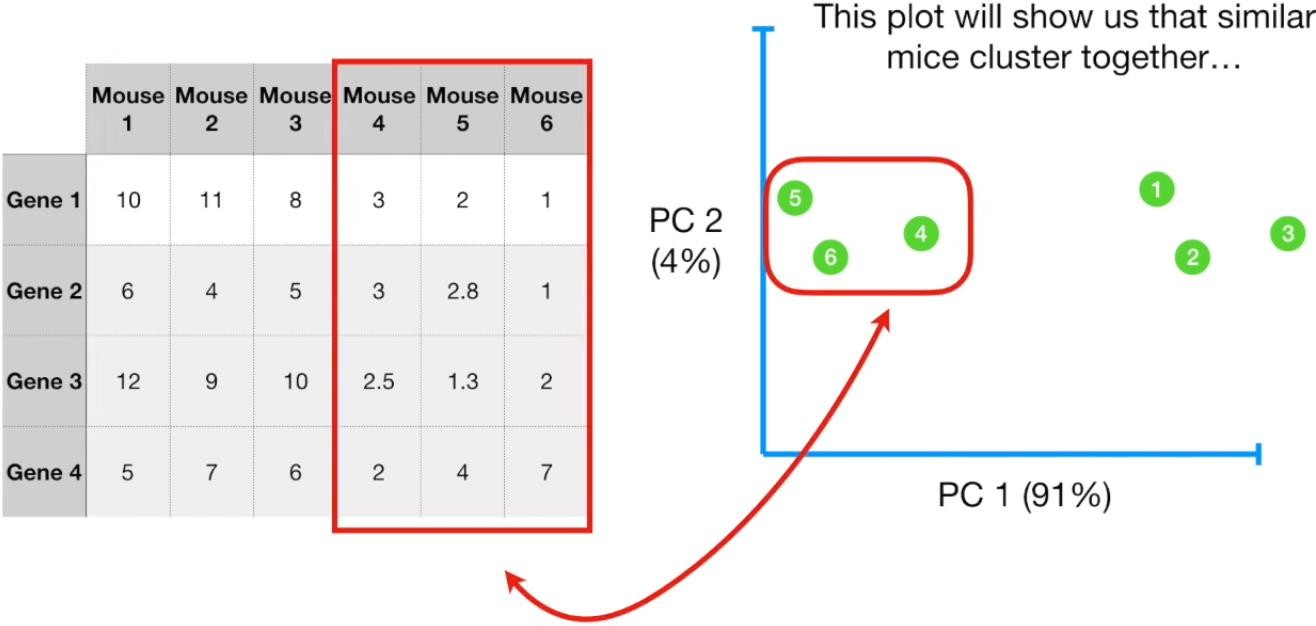 This plot will show us that similar
mice cluster together…
Mouse 1 Mouse 2 Mouse 3 Mouse 4 Mouse 5 Mouse 6
Gene 1 10 11 8 3 2 1
Gene 2 6 4 5 3 2.8 1
Gene 3 12 9 10 2.5 1.3 2
Gene 4 5 7 6 2 4 7
PC 2
(4%)
5
6
4
1
2
3
PC 1 (91%)